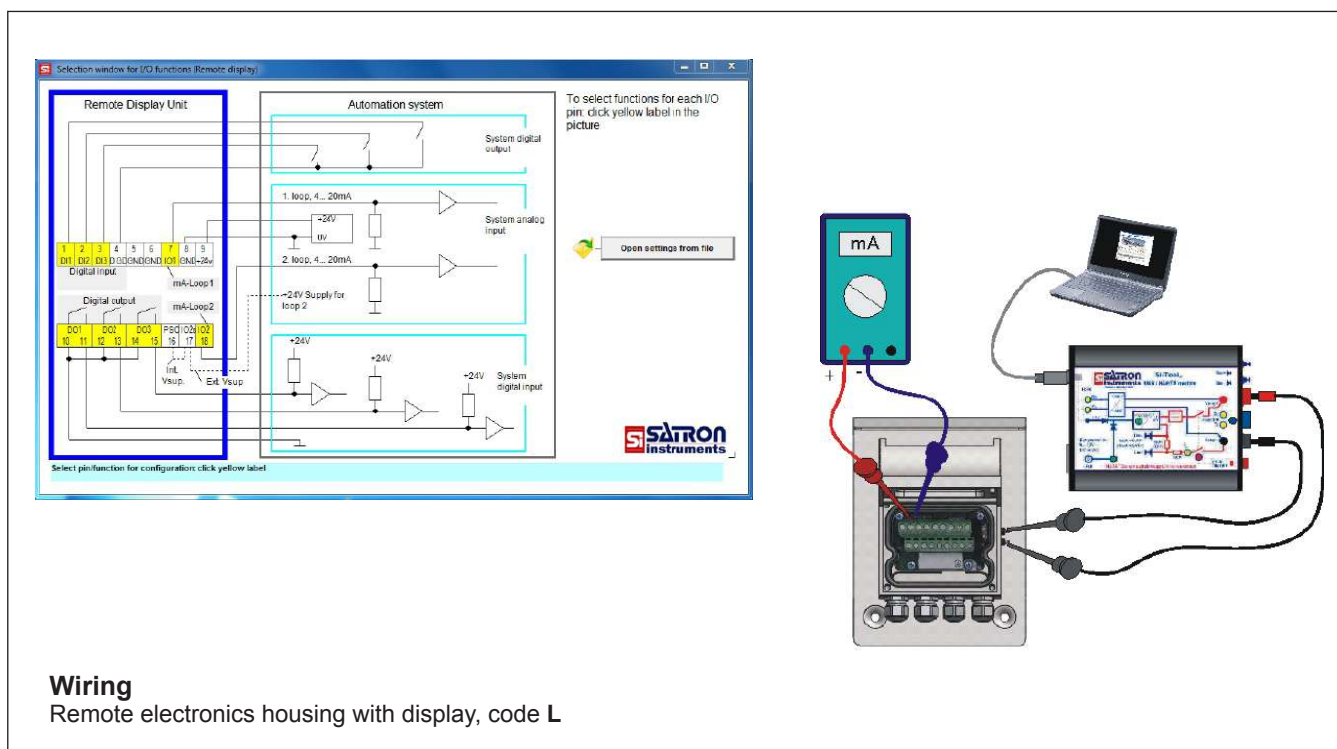 Selection window for I/O functions (Remote display)
Remote Display Unit
Automation system
To select functions for each I/O
pin: click yellow label in the
picture
System digital
output
1. loop, 4... 20mA
+24V
0V
System analog
input
Open settings from file
1 2 3 4 5 6 7 8 9
DI1 DI2 DI3 DGD GND GND IO1 GND +24v
Digital input
mA-Loop1
2. loop, 4... 20mA
Digital output
mA-Loop2
+24V Supply for
loop 2
DO1 DO2 DO3 PSO IO2s IO2
10 11 12 13 14 15 16 17 18
Int.
Vsup.
Ext. Vsup
+24V
+24V
+24V
System
digital input
SATRON
instruments
Select pin/function for configuration: click yellow label
mA
+ -
SATRON
instruments
Wiring
Remote electronics housing with display, code L